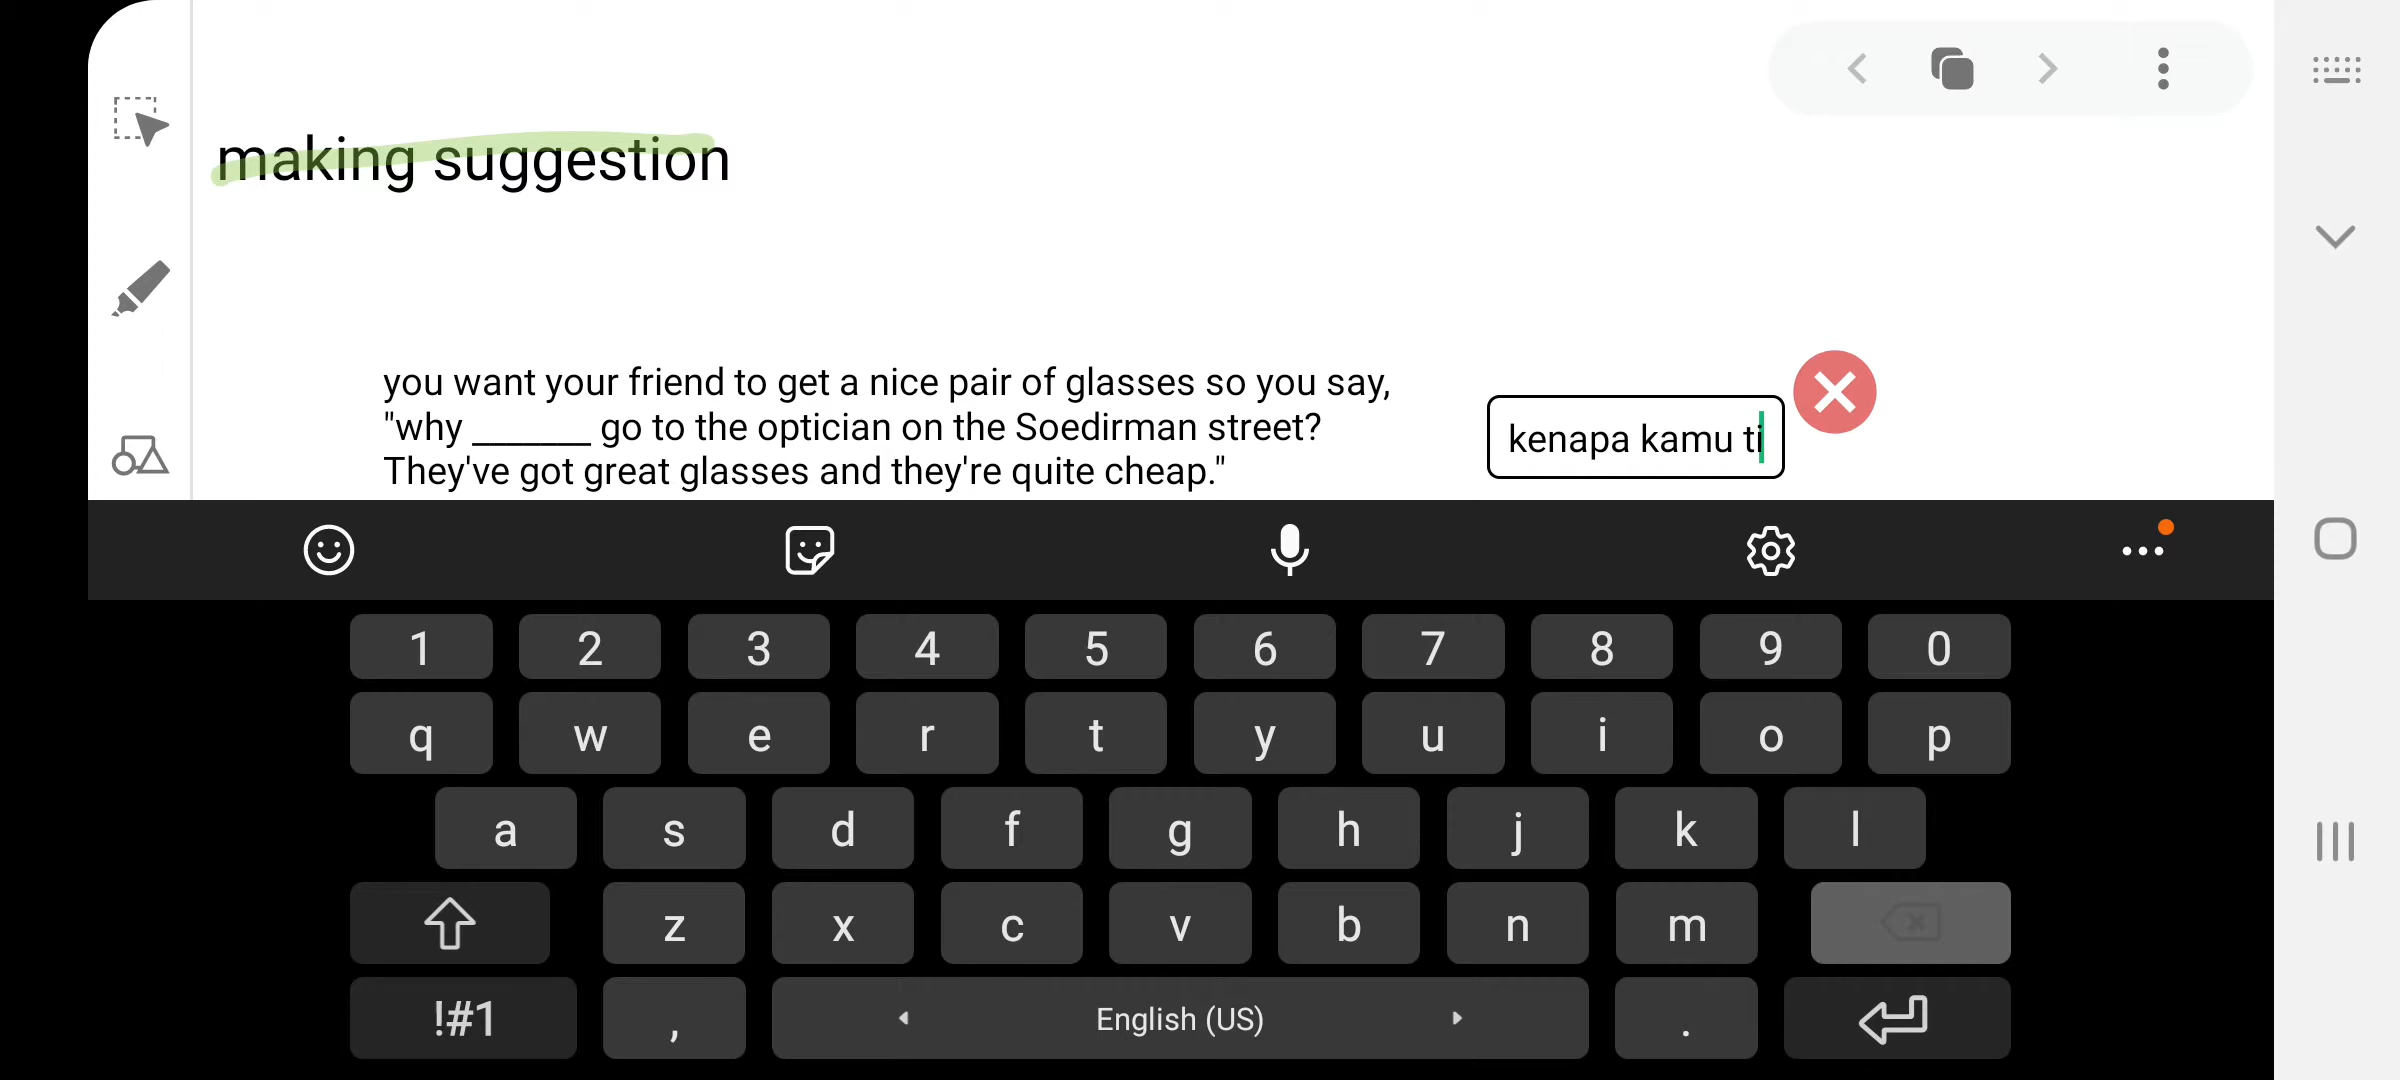 making suggestion
you want your friend to get a nice pair of glasses so you say,
"why _______ go to the optician on the Soedirman street?
They've got great glasses and they're quite cheap."
kenapa kamu ti
1 2 3 4 5 6 7 8 9 0
q w e r t y u i o p
a s d f g h j k l
z x c v b n m
!#1 , English (US) .